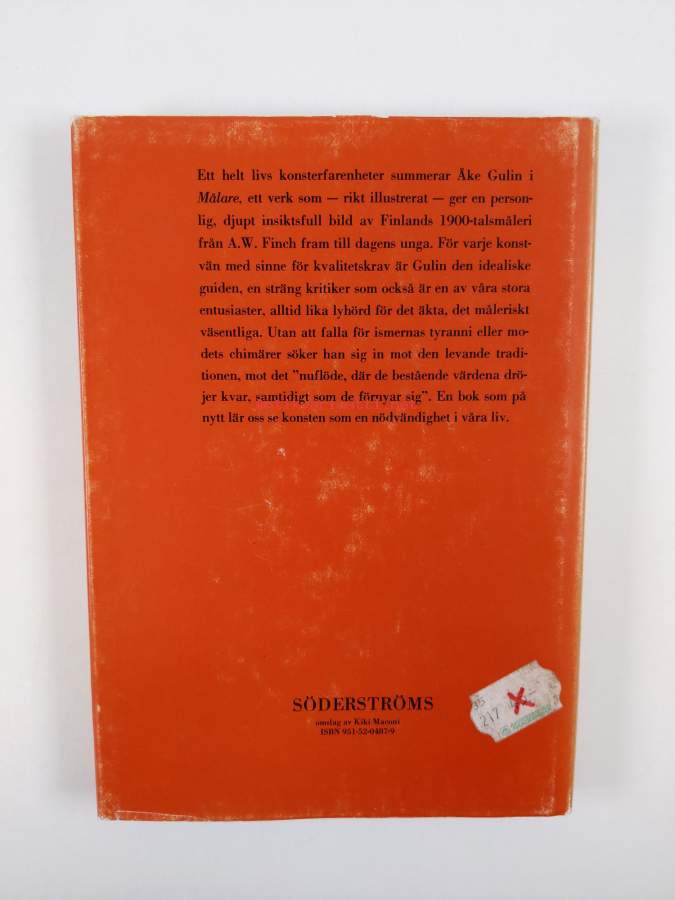 Ett helt livs konsterfarenheter summerar Åke Gulin i
Målare, ett verk som — rikt illustrerat — ger en person-
lig, djupt insiktsfull bild av Finlands 1900-talsmåleri
från A.W. Finch fram till dagens unga. För varje konst-
vän med sinne för kvalitetskrav är Gulin den idealiske
guiden, en sträng kritiker som också är en av våra stora
entusiaster, alltid lika lyhörd för det äkta, det måleriskt
väsentliga. Utan att falla för ismernas tyranni eller mo-
dets chimärer söker han sig in mot den levande tradi-
tionen, mot det ”nuflöde, där de bestående värdena drö-
jer kvar, samtidigt som de förnyar sig”. En bok som på
nytt lär oss se konsten som en nödvändighet i våra liv.
SÖDERSTRÖMS
omslag av Kiki Maconi
ISBN 951-52-0487-9
217